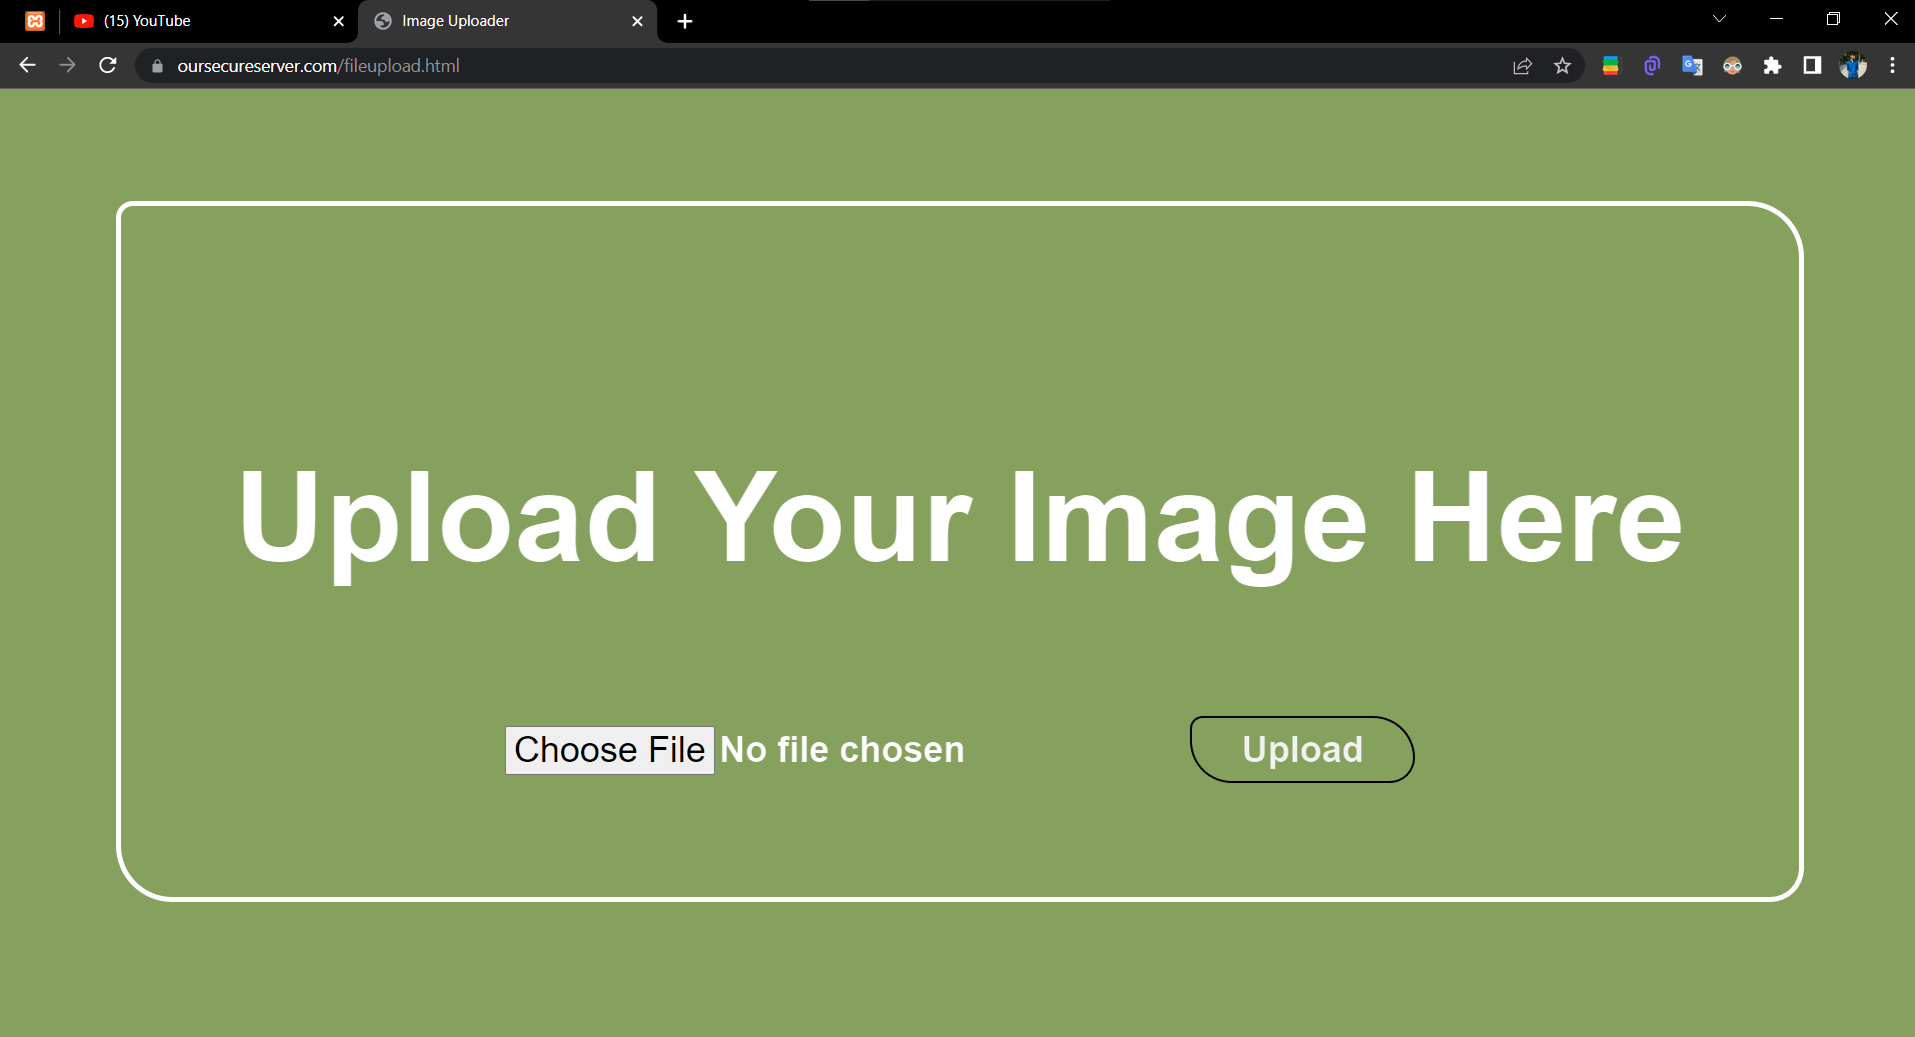 (15) YouTube
Image Uploader
oursecureserver.com/fileupload.html
Upload Your Image Here
Choose File No file chosen
Upload